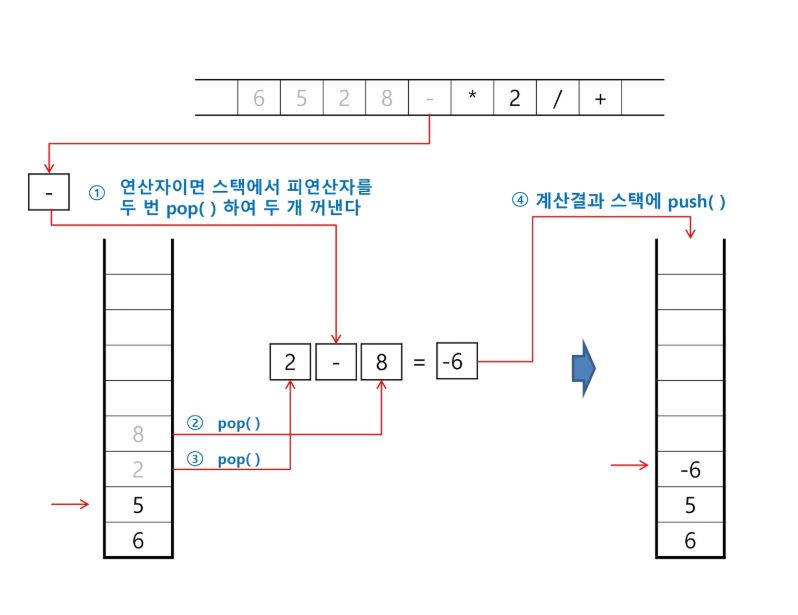 6 5 2 8 - * 2 / +
-
① 연산자이면 스택에서 피연산자를
두 번 pop( ) 하여 두 개 꺼낸다
④ 계산결과 스택에 push( )
2 - 8 = -6
8
② pop( )
2
③ pop( )
5
6
-6
5
6